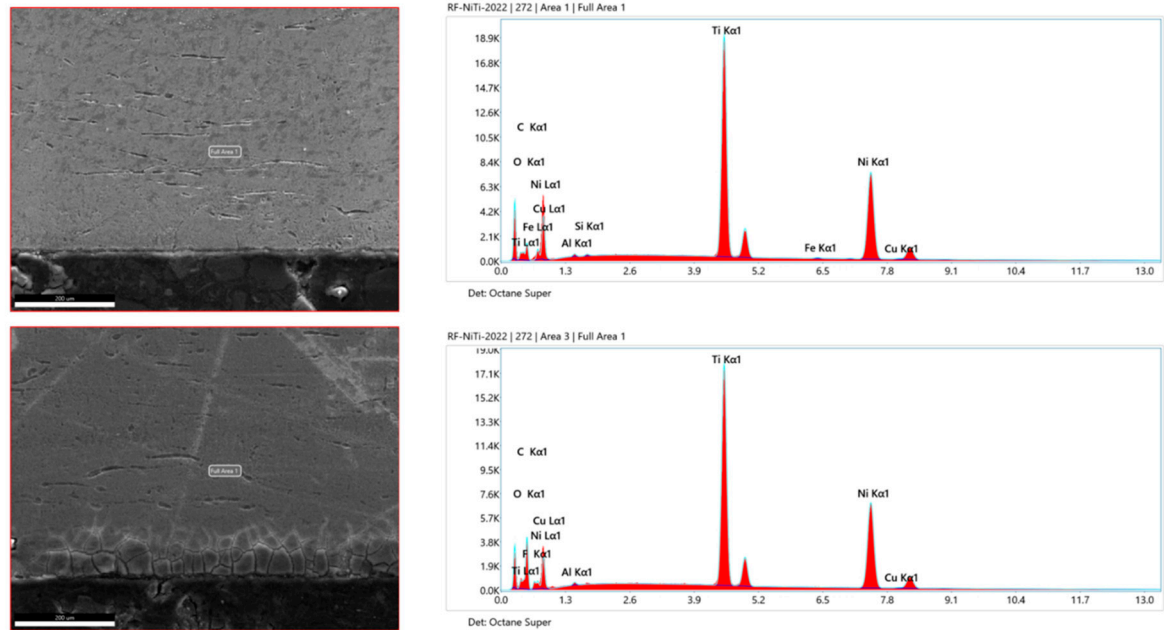 RF-NiTi-2022 | 272 | Area 1 | Full Area 1
Full Area 1
200 um
18.9K
16.8K
14.7K
12.6K
10.5K
8.4K
6.3K
4.2K
2.1K
0.0K
Ti Kα1
C Kα1
O Kα1
Ni Lα1
Cu Lα1
Fe Lα1
Ti Lα1
Si Kα1
Al Kα1
Fe Kα1
Ni Kα1
Cu Kα1
0.0 1.3 2.6 3.9 5.2 6.5 7.8 9.1 10.4 11.7 13.0
Det: Octane Super
RF-NiTi-2022 | 272 | Area 3 | Full Area 1
Full Area 1
200 um
19.0K
17.1K
15.2K
13.3K
11.4K
9.5K
7.6K
5.7K
3.8K
1.9K
0.0K
Ti Kα1
C Kα1
O Kα1
Cu Lα1
Ni Lα1
F Kα1
Ti Lα1
Al Kα1
Ni Kα1
Cu Kα1
0.0 1.3 2.6 3.9 5.2 6.5 7.8 9.1 10.4 11.7 13.0
Det: Octane Super